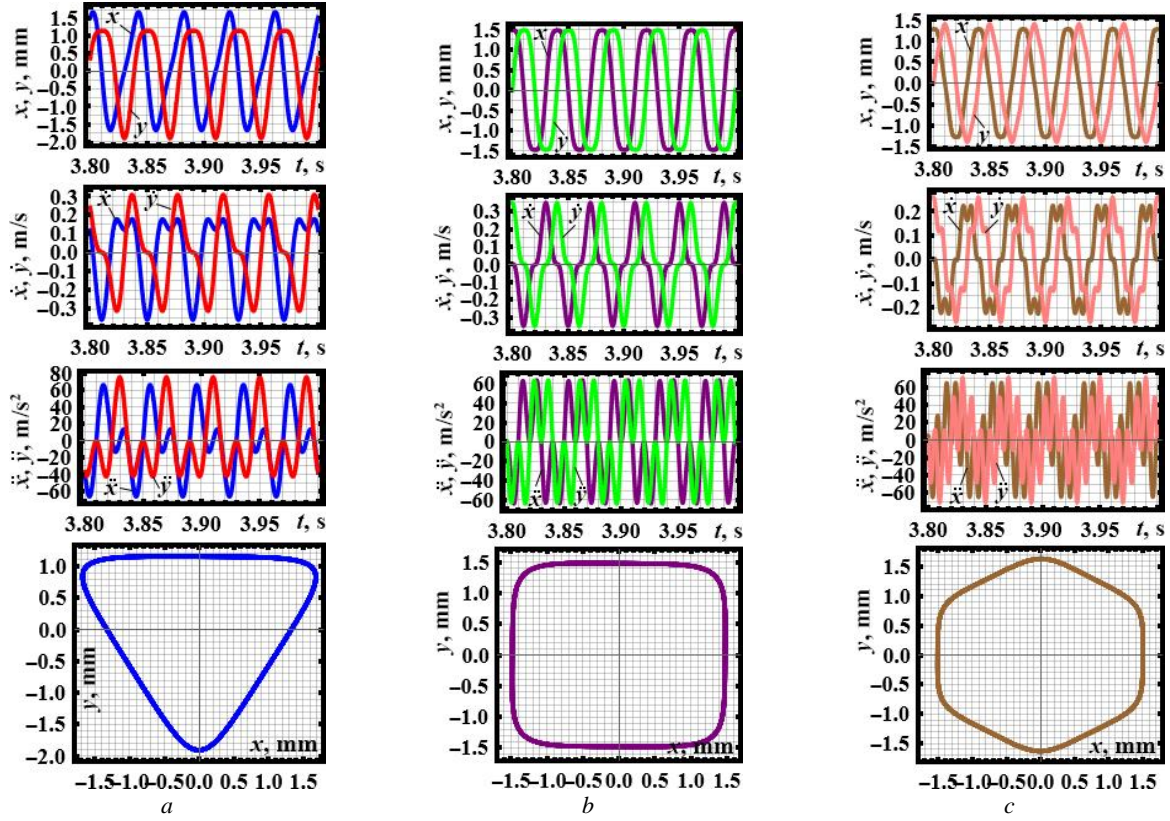 x, y, mm
1.5
1.0
0.5
0.0
−0.5
−1.0
−1.5
−2.0
x
y
3.80 3.85 3.90 3.95 t, s
ẋ, ẏ, m/s
0.3
0.2
0.1
0.0
−0.1
−0.2
−0.3
ẋ ẏ
3.80 3.85 3.90 3.95 t, s
ẍ, ÿ, m/s²
80
60
40
20
0
−20
−40
−60
ẍ ÿ
3.80 3.85 3.90 3.95 t, s
y, mm
1.0
0.5
0.0
−0.5
−1.0
−1.5
−2.0
x, mm
−1.5 −1.0 −0.5 0.0 0.5 1.0 1.5
a
x, y, mm
1.5
1.0
0.5
0.0
−0.5
−1.0
−1.5
x
y
3.80 3.85 3.90 3.95 t, s
ẋ, ẏ, m/s
0.3
0.2
0.1
0.0
−0.1
−0.2
−0.3
ẋ ẏ
3.80 3.85 3.90 3.95 t, s
ẍ, ÿ, m/s²
60
40
20
0
−20
−40
−60
ẍ ÿ
3.80 3.85 3.90 3.95 t, s
y, mm
1.5
1.0
0.5
0.0
−0.5
−1.0
−1.5
x, mm
−1.5 −1.0 −0.5 0.0 0.5 1.0 1.5
b
x, y, mm
1.5
1.0
0.5
0.0
−0.5
−1.0
−1.5
x
y
3.80 3.85 3.90 3.95 t, s
ẋ, ẏ, m/s
0.2
0.1
0.0
−0.1
−0.2
ẋ ẏ
3.80 3.85 3.90 3.95 t, s
ẍ, ÿ, m/s²
60
40
20
0
−20
−40
−60
ẍ ÿ
3.80 3.85 3.90 3.95 t, s
y, mm
1.5
1.0
0.5
0.0
−0.5
−1.0
−1.5
x, mm
−1.5 −1.0 −0.5 0.0 0.5 1.0 1.5
c